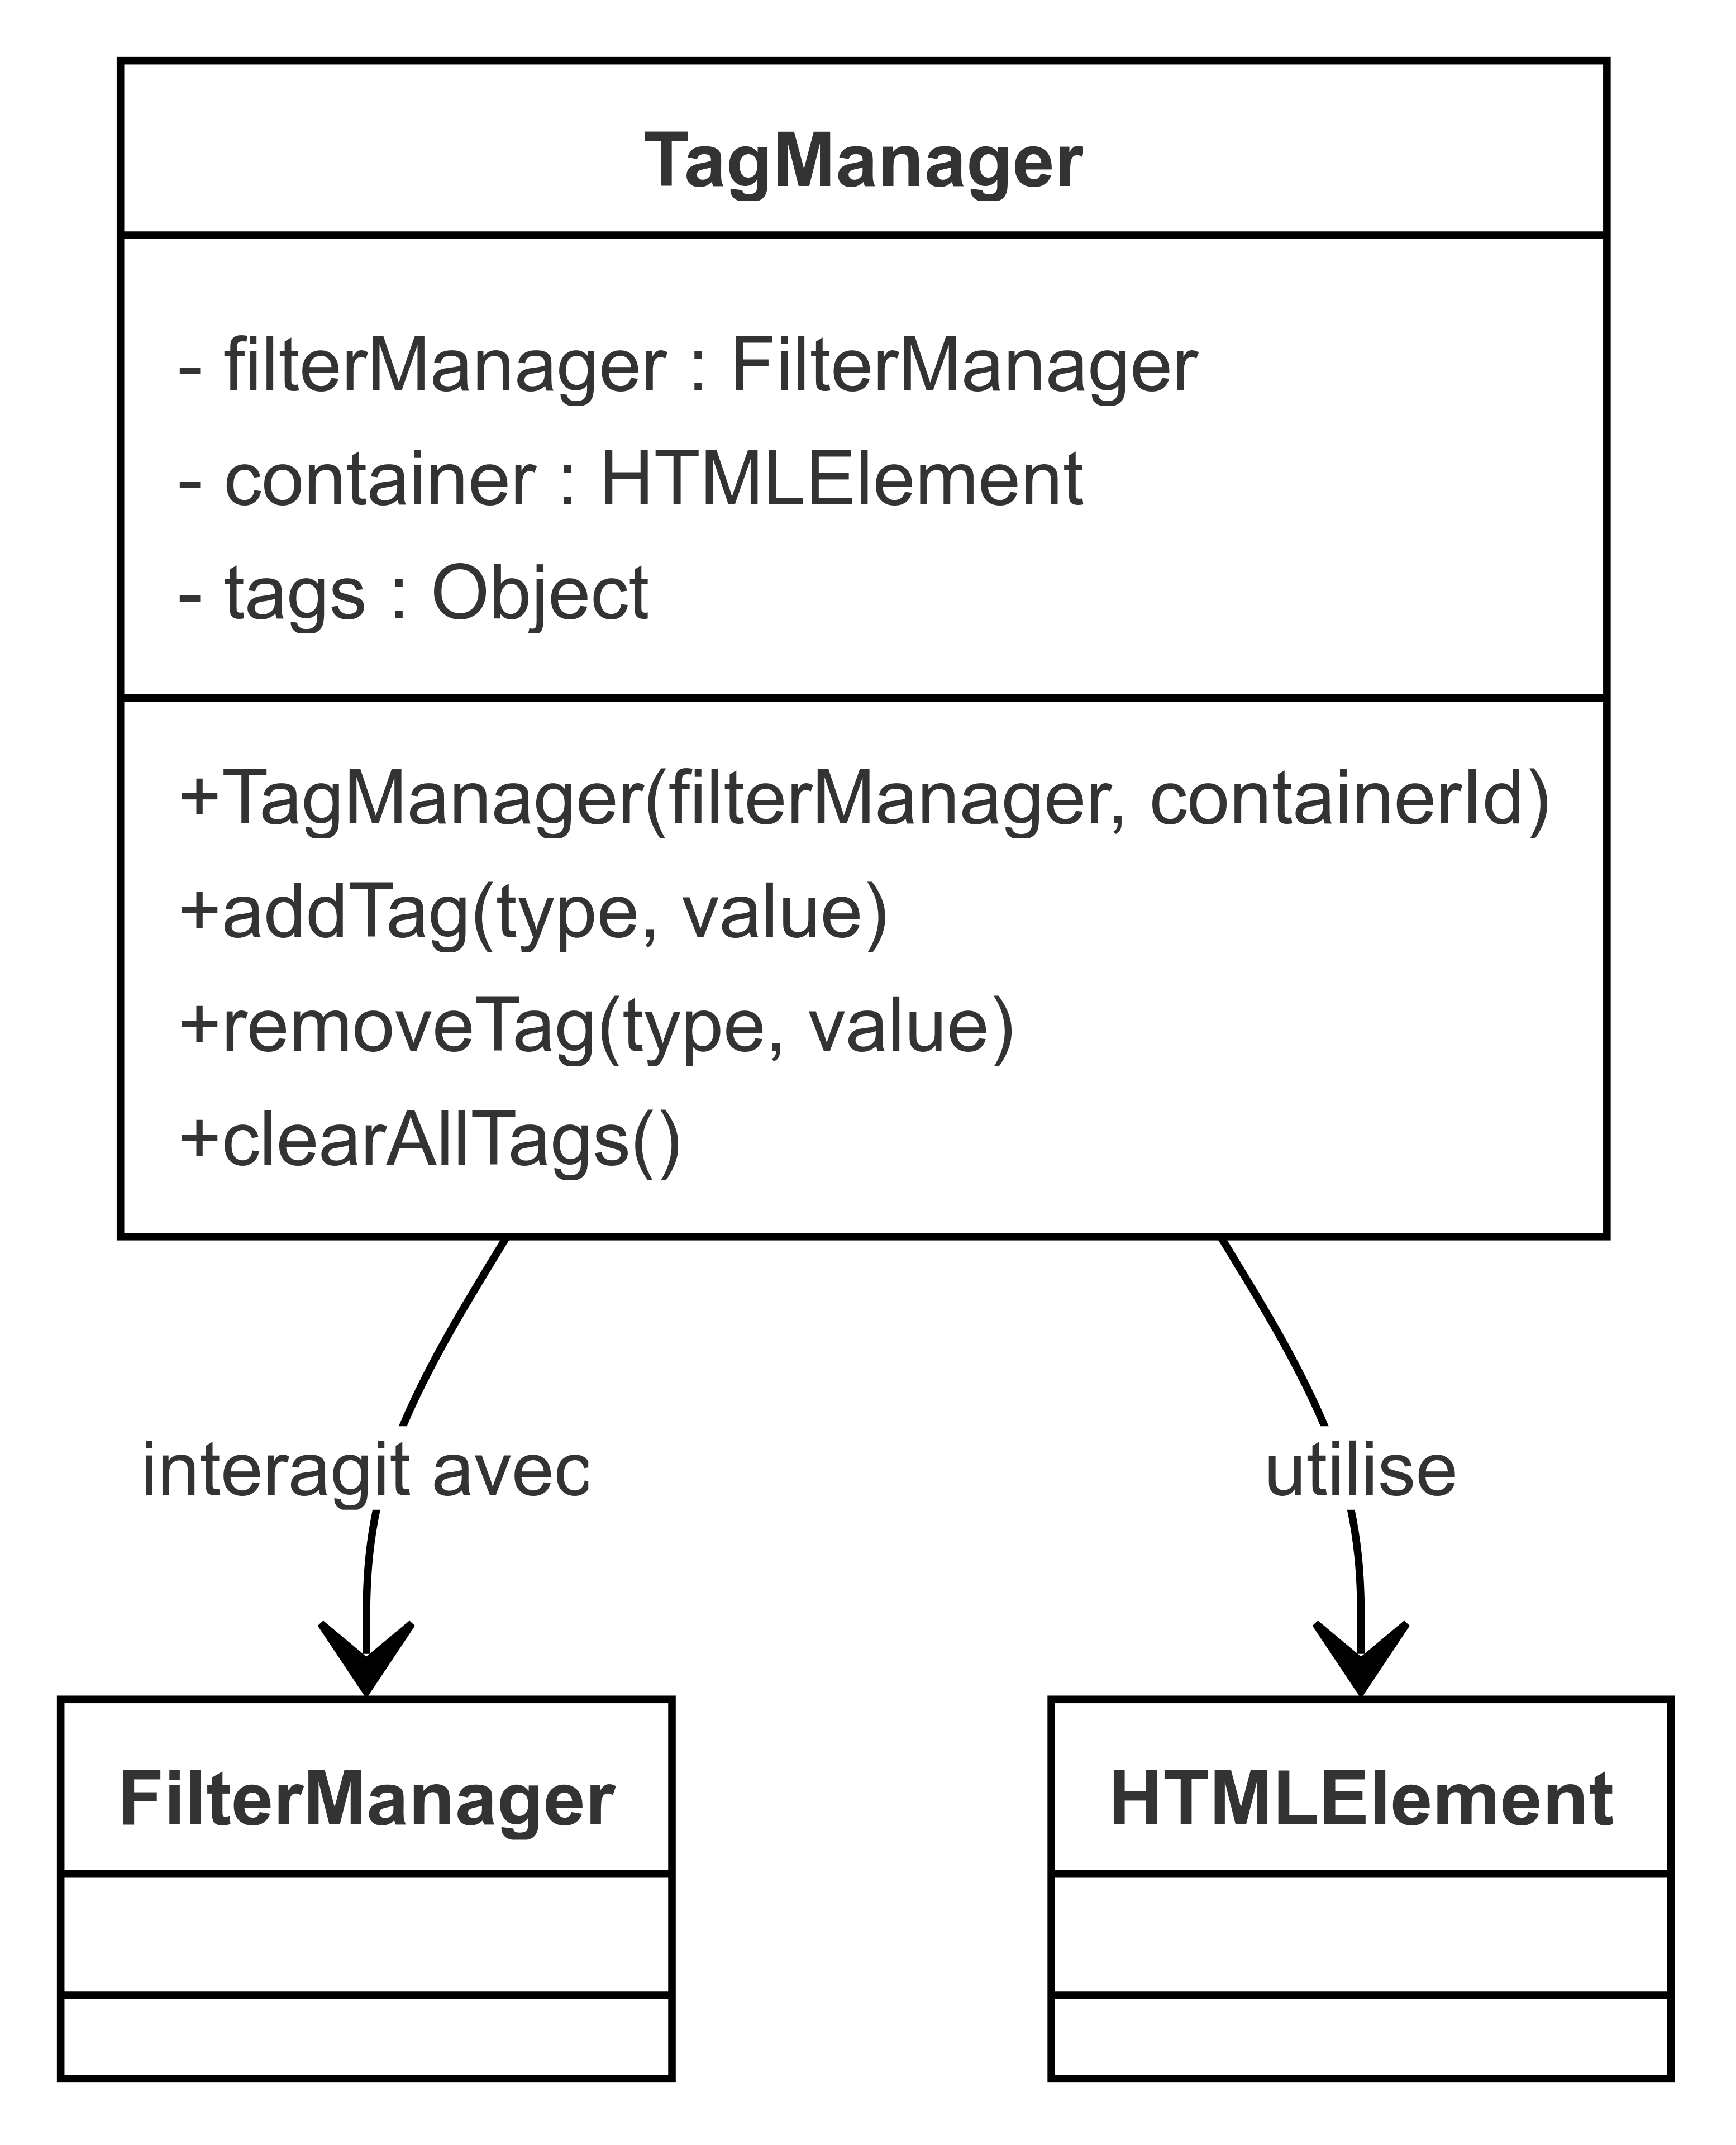 TagManager
- filterManager : FilterManager
- container : HTMLElement
- tags : Object
+TagManager(filterManager, containerId)
+addTag(type, value)
+removeTag(type, value)
+clearAllTags()
interagit avec
utilise
FilterManager
HTMLElement